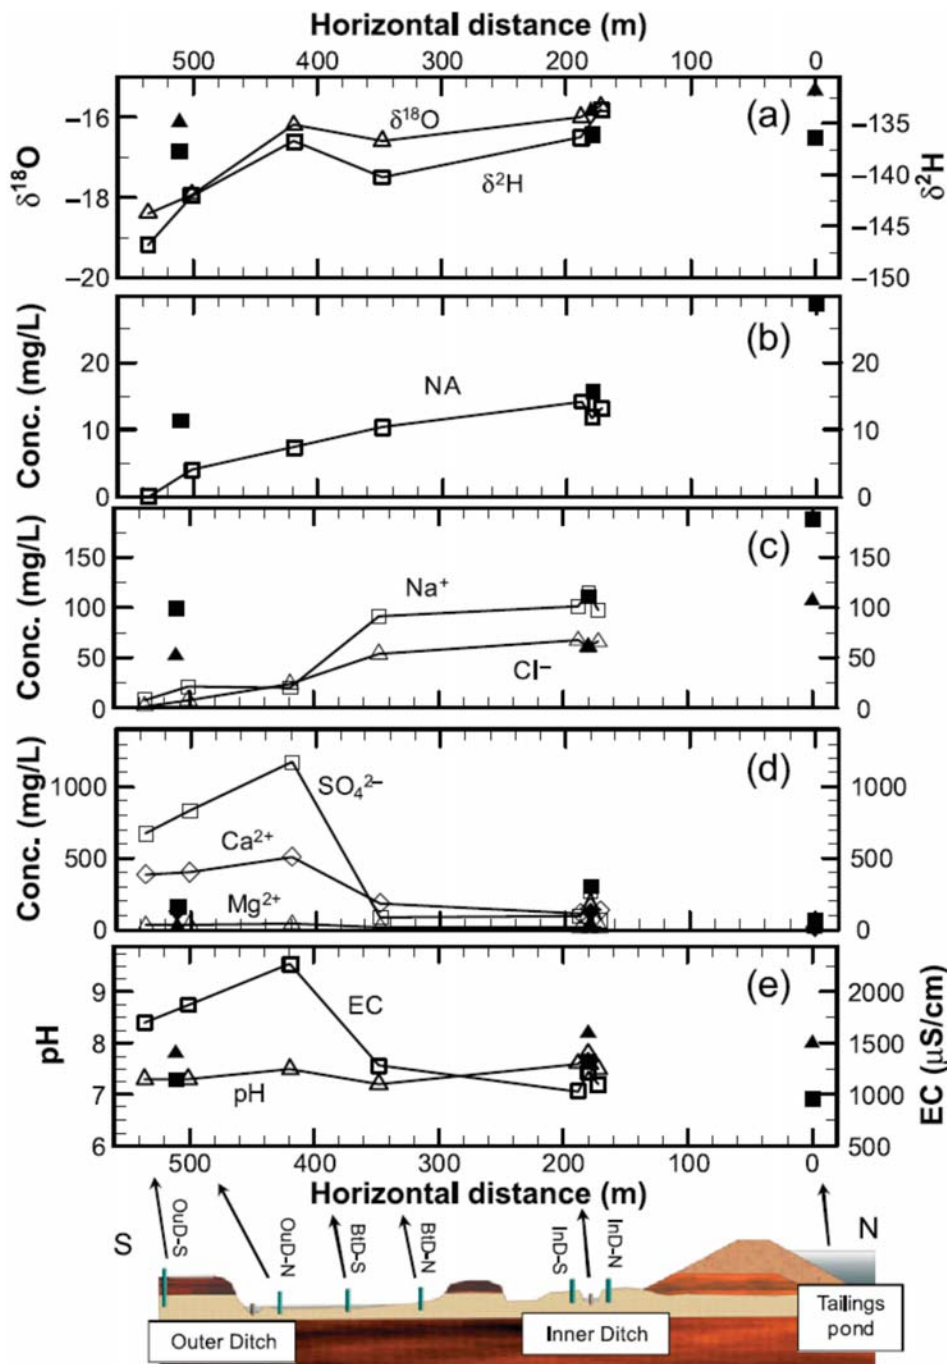 Horizontal distance (m)
500 400 300 200 100 0
−16
−18
−20
δ¹⁸O
δ¹⁸O
δ²H
(a)
−135
−140
−145
−150
δ²H
20
10
0
Conc. (mg/L)
NA
(b)
20
10
0
150
100
50
0
Conc. (mg/L)
Na⁺
Cl⁻
(c)
150
100
50
0
1000
500
0
Conc. (mg/L)
SO₄²⁻
Ca²⁺
Mg²⁺
(d)
1000
500
0
9
8
7
6
pH
EC
pH
(e)
2500
2000
1500
1000
500
EC (µS/cm)
500 400 300 200 100 0
Horizontal distance (m)
S
OuD-S
OuD-N
BtD-S
BtD-N
InD-S
InD-N
N
Outer Ditch
Inner Ditch
Tailings
pond